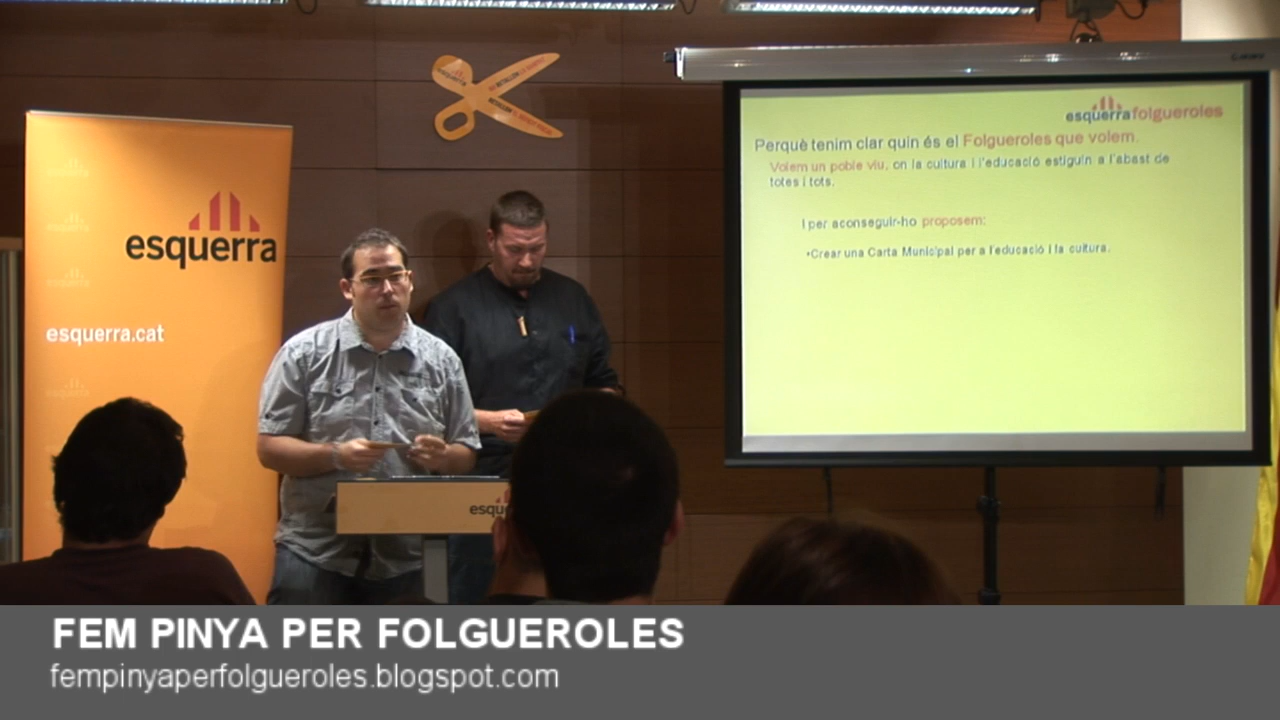 esquerra
esquerra.cat
esquerra
esquerrafolgueroles
Perquè tenim clar quin és el Folgueroles que volem.
Volem un poble viu, on la cultura i l'educació estiguin a l'abast de
totes i tots.
I per aconseguir-ho proposem:
•Crear una Carta Municipal per a l'educació i la cultura.
esqu
FEM PINYA PER FOLGUEROLES
fempinyaperfolgueroles.blogspot.com